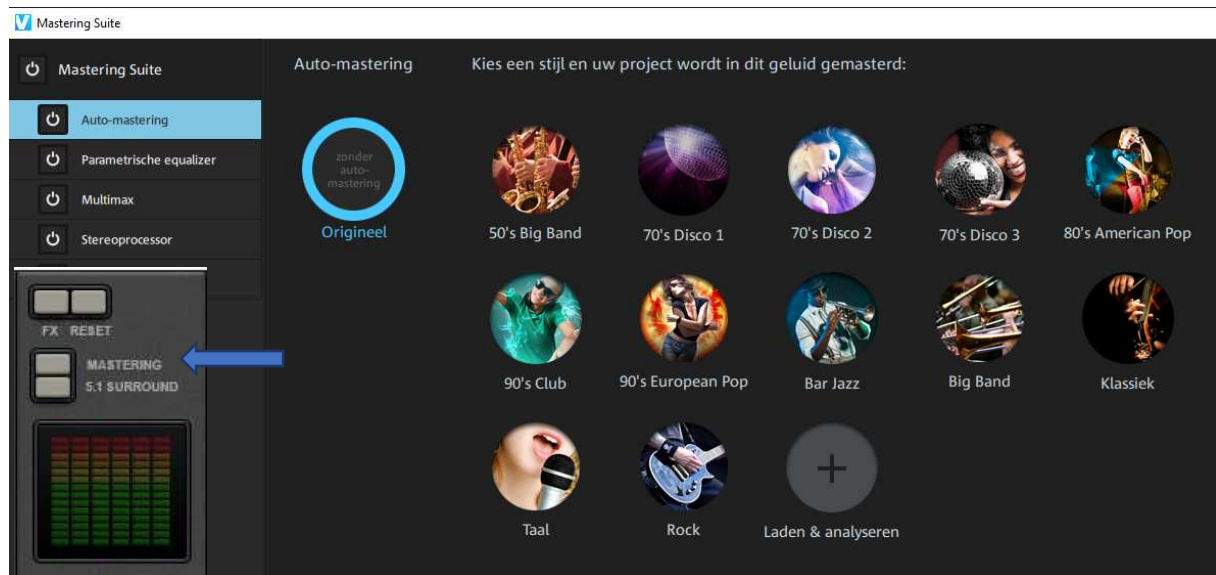 Mastering Suite
Mastering Suite
Auto-mastering
Parametrische equalizer
Multimax
Stereoprocessor
FX RESET
MASTERING
5.1 SURROUND
Auto-mastering
Kies een stijl en uw project wordt in dit geluid gemasterd:
zonder
auto-
mastering
Origineel
50's Big Band
70's Disco 1
70's Disco 2
70's Disco 3
80's American Pop
90's Club
90's European Pop
Bar Jazz
Big Band
Klassiek
Taal
Rock
Laden & analyseren